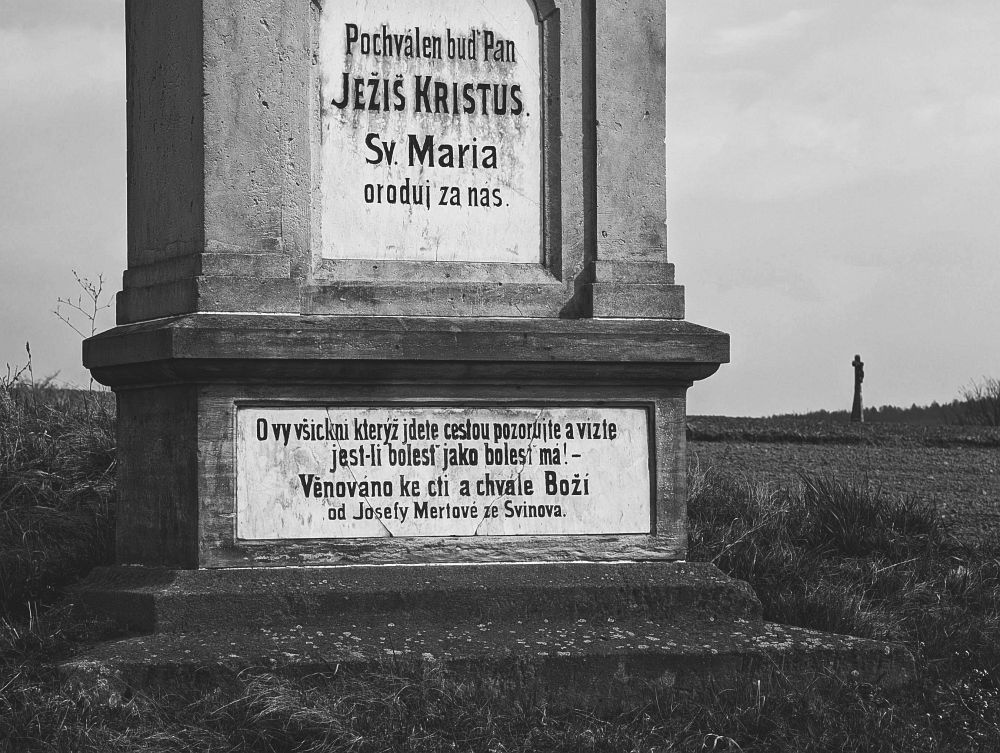 Pochválen buď Pan
JEŽIŠ KRISTUS.
Sv. Maria
oroduj za nas.
O vy všickni kterýž jdete cestou pozorujte a vizte
jest-li bolest jako bolest má! –
Věnováno ke cti a chvále Boží
od Josefy Mertové ze Svinova.